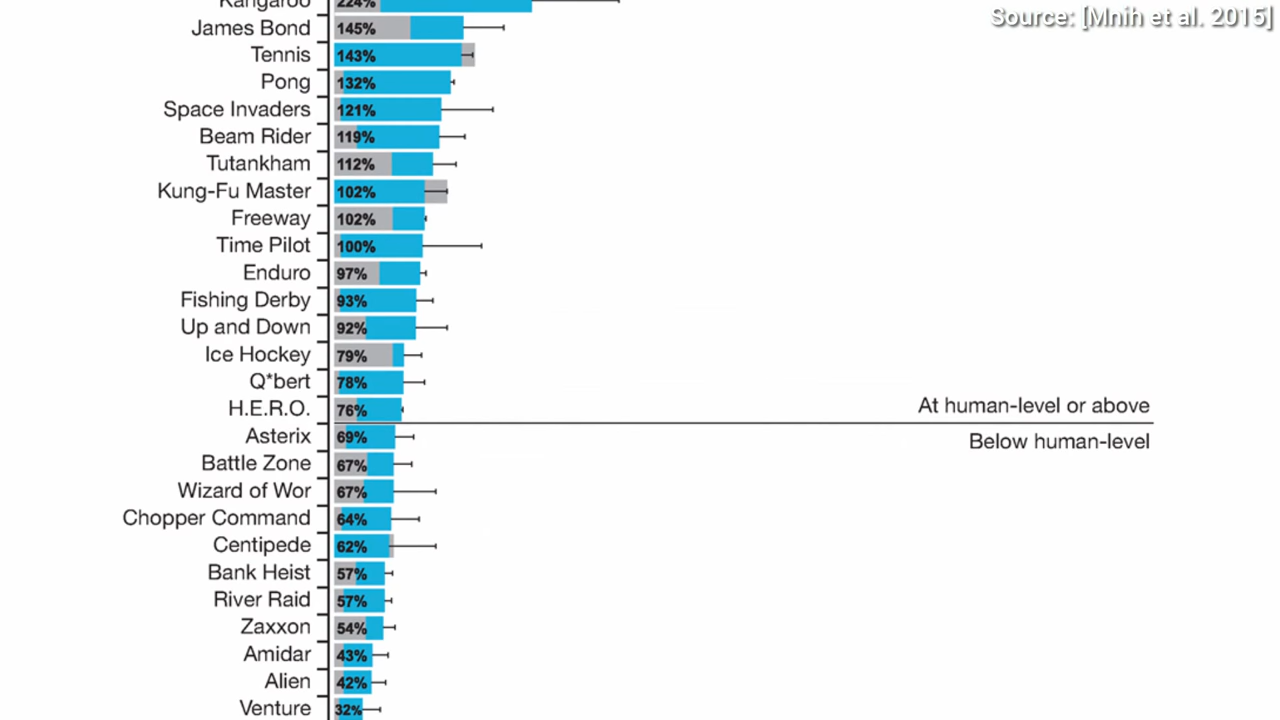 Kangaroo 224%
Source: [Mnih et al. 2015]
James Bond 145%
Tennis 143%
Pong 132%
Space Invaders 121%
Beam Rider 119%
Tutankham 112%
Kung-Fu Master 102%
Freeway 102%
Time Pilot 100%
Enduro 97%
Fishing Derby 93%
Up and Down 92%
Ice Hockey 79%
Q*bert 78%
H.E.R.O. 76%
At human-level or above
Asterix 69%
Below human-level
Battle Zone 67%
Wizard of Wor 67%
Chopper Command 64%
Centipede 62%
Bank Heist 57%
River Raid 57%
Zaxxon 54%
Amidar 43%
Alien 42%
Venture 32%